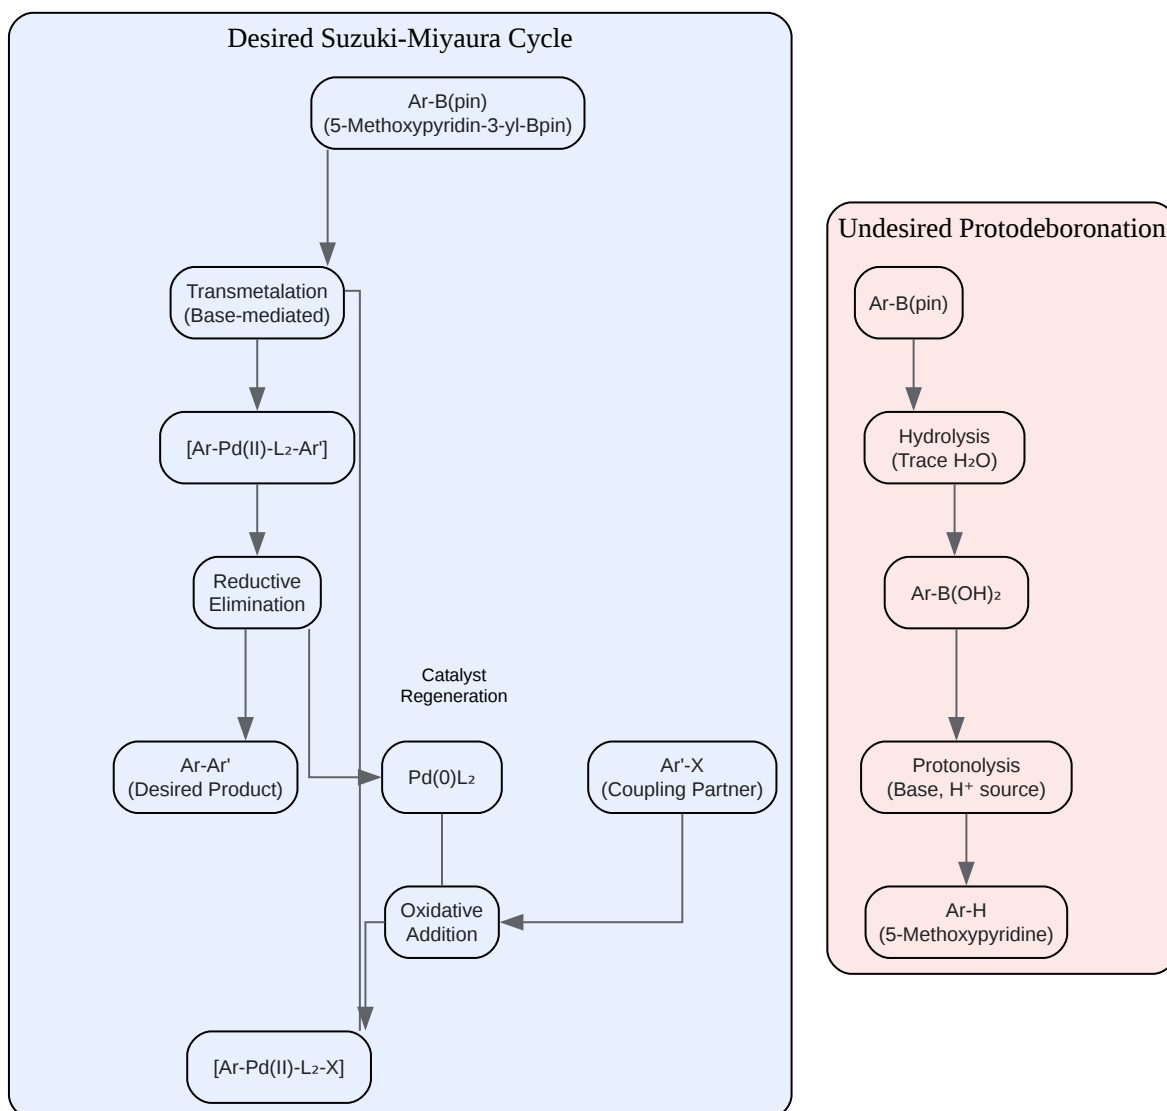 Desired Suzuki-Miyaura Cycle
Ar-B(pin)
(5-Methoxypyridin-3-yl-Bpin)
Transmetalation
(Base-mediated)
[Ar-Pd(II)-L₂-Ar']
Reductive
Elimination
Catalyst
Regeneration
Ar-Ar'
(Desired Product)
Pd(0)L₂
Ar'-X
(Coupling Partner)
Oxidative
Addition
[Ar-Pd(II)-L₂-X]
Undesired Protodeboronation
Ar-B(pin)
Hydrolysis
(Trace H₂O)
Ar-B(OH)₂
Protonolysis
(Base, H⁺ source)
Ar-H
(5-Methoxypyridine)